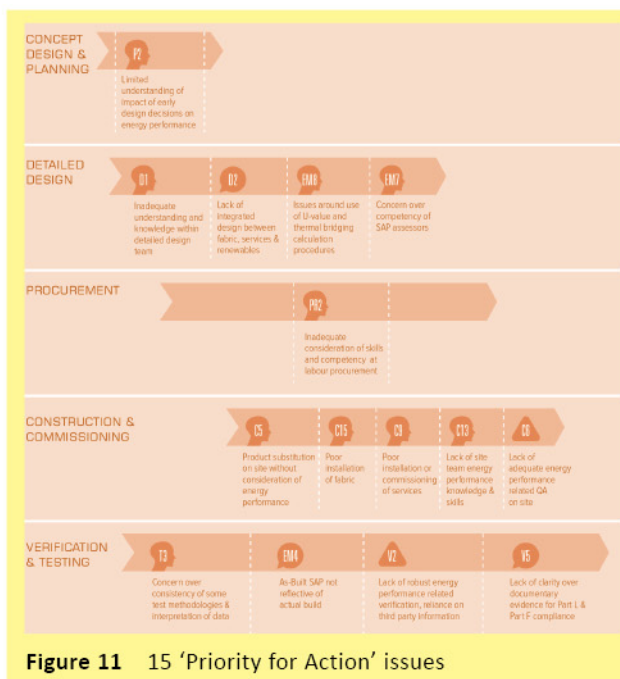 CONCEPT
DESIGN &
PLANNING
P2
Limited
understanding of
impact of early
design decisions on
energy performance
DETAILED
DESIGN
D1
Inadequate
understanding and
knowledge within
detailed design
team
D2
Lack of
integrated
design between
fabric, services &
renewables
EM8
Issues around use
of U-value and
thermal bridging
calculation
procedures
EM7
Concern over
competency of
SAP assessors
PROCUREMENT
PR2
Inadequate
consideration of skills
and competency at
labour procurement
CONSTRUCTION &
COMMISSIONING
C5
Product substitution
on site without
consideration of
energy
performance
C15
Poor
installation
of fabric
C9
Poor
installation or
commissioning
of services
C13
Lack of site
team energy
performance
knowledge &
skills
C6
Lack of
adequate energy
performance
related QA
on site
VERIFICATION
& TESTING
T3
Concern over
consistency of some
test methodologies &
interpretation of data
EM4
As-Built SAP not
reflective of
actual build
V2
Lack of robust energy
performance related
verification, reliance on
third party information
V5
Lack of clarity over
documentary
evidence for Part L &
Part F compliance
Figure 11 15 ‘Priority for Action’ issues